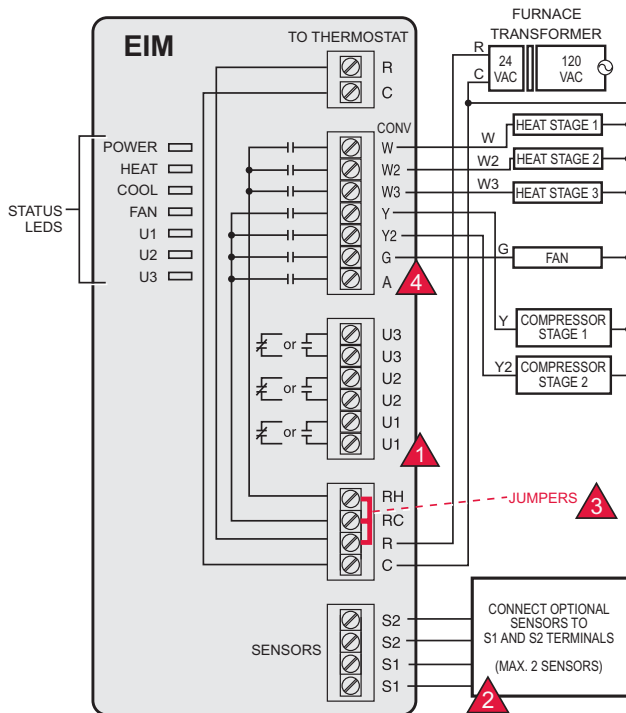 EIM
TO THERMOSTAT
R
C
FURNACE
TRANSFORMER
R
C
24
VAC
120
VAC
STATUS
LEDS
POWER
HEAT
COOL
FAN
U1
U2
U3
CONV
W
W2
W3
Y
Y2
G
A
4
W
HEAT STAGE 1
W2
HEAT STAGE 2
W3
HEAT STAGE 3
G
FAN
Y
COMPRESSOR
STAGE 1
Y2
COMPRESSOR
STAGE 2
or
U3
U3
or
U2
U2
or
U1
U1
1
RH
RC
R
C
JUMPERS
3
SENSORS
S2
S2
S1
S1
CONNECT OPTIONAL
SENSORS TO
S1 AND S2 TERMINALS
(MAX. 2 SENSORS)
2